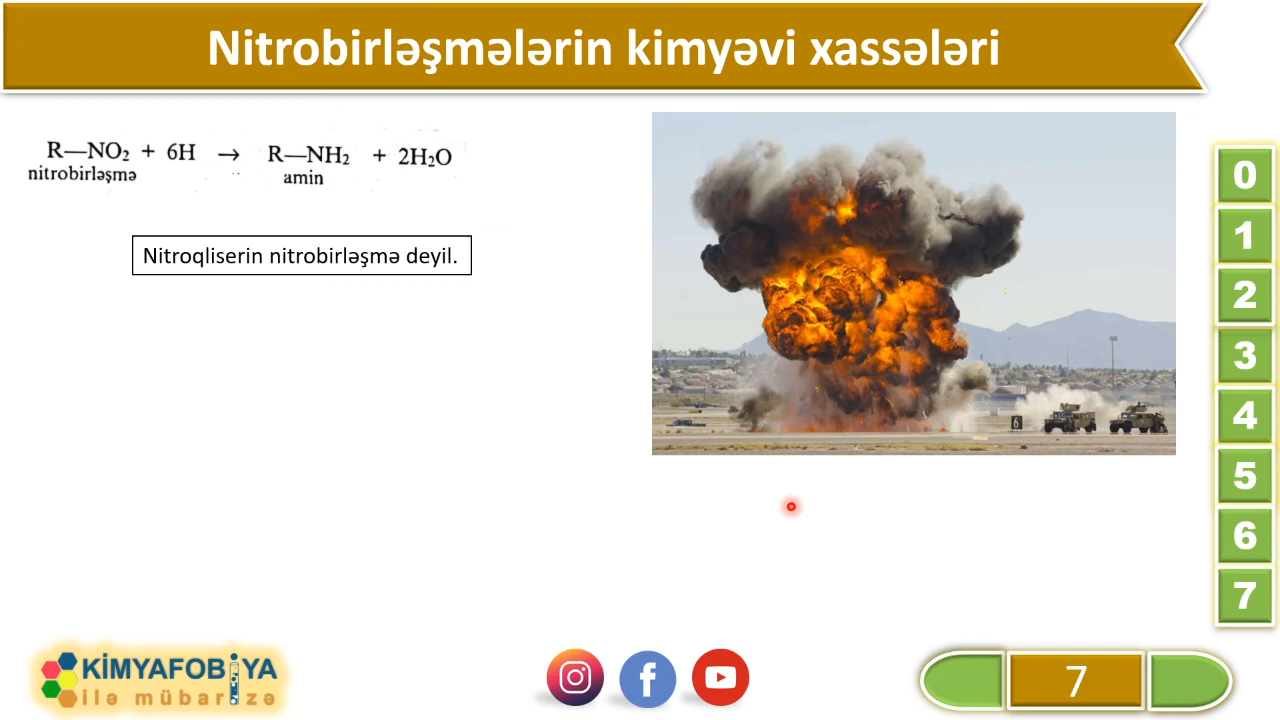 Nitrobirləşmələrin kimyəvi xassələri
R—NO₂ + 6H → R—NH₂ + 2H₂O
nitrobirləşmə amin
Nitroqliserin nitrobirləşmə deyil.
6
0
1
2
3
4
5
6
7
KİMYAFOBİYA
ilə mübarizə
f
7